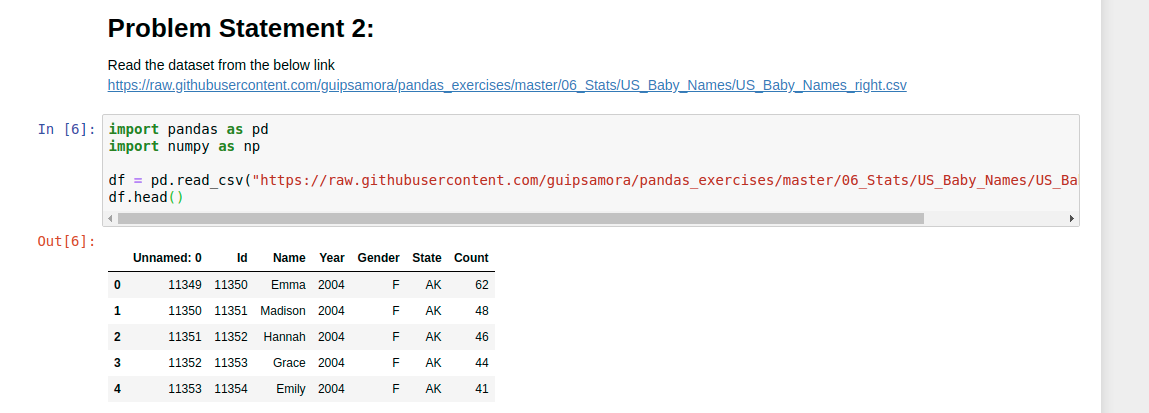 Problem Statement 2:
Read the dataset from the below link
https://raw.githubusercontent.com/guipsamora/pandas_exercises/master/06_Stats/US_Baby_Names/US_Baby_Names_right.csv
In [6]: import pandas as pd
import numpy as np
df = pd.read_csv("https://raw.githubusercontent.com/guipsamora/pandas_exercises/master/06_Stats/US_Baby_Names/US_Ba
df.head()
Out[6]:
Unnamed: 0 Id Name Year Gender State Count
0 11349 11350 Emma 2004 F AK 62
1 11350 11351 Madison 2004 F AK 48
2 11351 11352 Hannah 2004 F AK 46
3 11352 11353 Grace 2004 F AK 44
4 11353 11354 Emily 2004 F AK 41